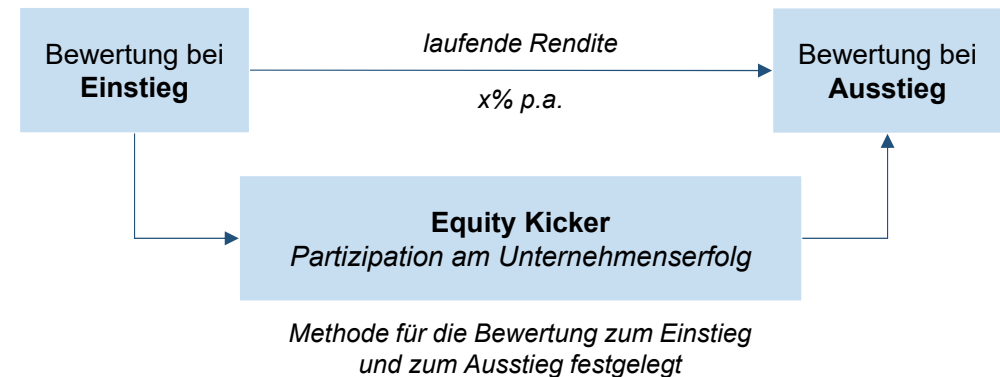 Bewertung bei
Einstieg
laufende Rendite
x% p.a.
Bewertung bei
Ausstieg
Equity Kicker
Partizipation am Unternehmenserfolg
Methode für die Bewertung zum Einstieg
und zum Ausstieg festgelegt